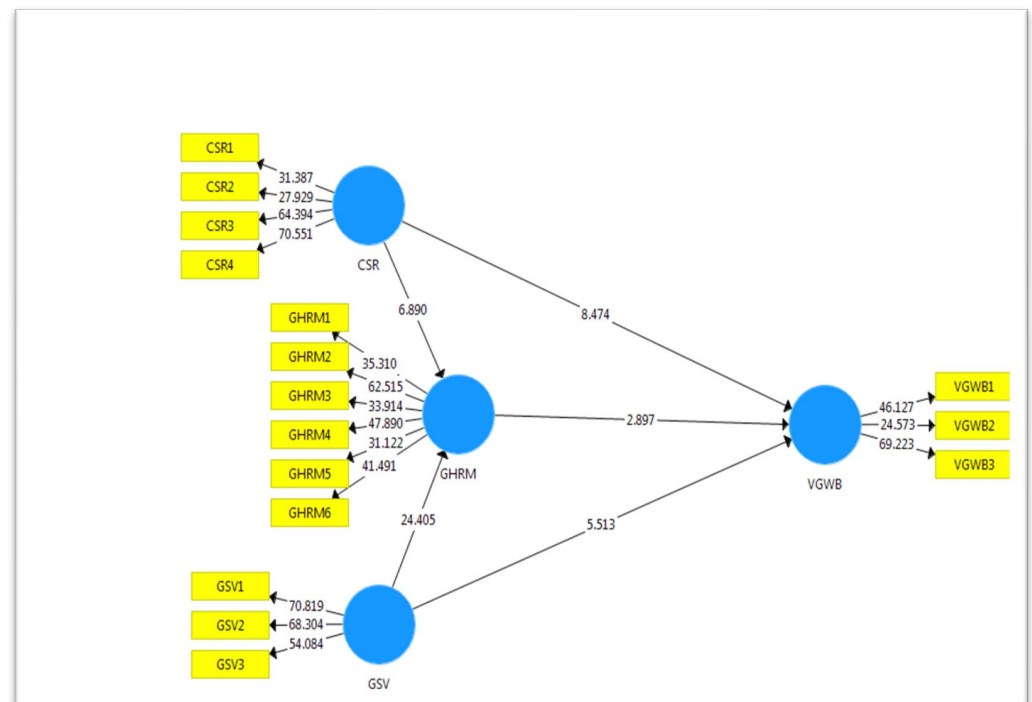 CSR1
CSR2
CSR3
CSR4
31.387
27.929
64.394
70.551
CSR
6.890
8.474
GHRM1
GHRM2
GHRM3
GHRM4
GHRM5
GHRM6
35.310
62.515
33.914
47.890
31.122
41.491
GHRM
2.897
24.405
5.513
46.127
24.573
69.223
VGWB
VGWB1
VGWB2
VGWB3
GSV1
GSV2
GSV3
70.819
68.304
54.084
GSV